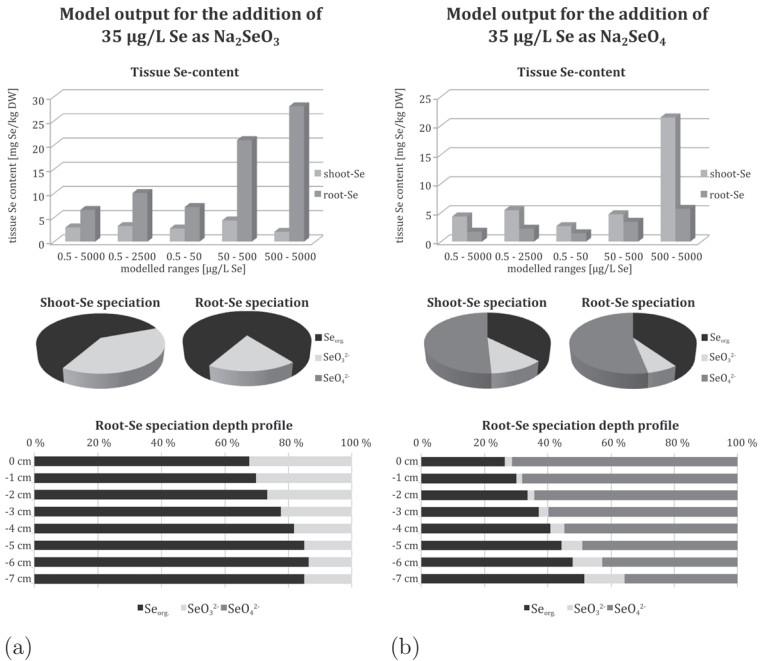 Model output for the addition of
35 μg/L Se as Na₂SeO₃
Tissue Se-content
tissue Se content [mg Se/kg DW]
30
25
20
15
10
5
0
shoot-Se
root-Se
0.5 - 5000 0.5 - 2500 0.5 - 50 50 - 500 500 - 5000
modelled ranges [μg/L Se]
Shoot-Se speciation Root-Se speciation
Seorg.
SeO₃²⁻
SeO₄²⁻
Root-Se speciation depth profile
0 % 20 % 40 % 60 % 80 % 100 %
0 cm
-1 cm
-2 cm
-3 cm
-4 cm
-5 cm
-6 cm
-7 cm
Seorg. SeO₃²⁻ SeO₄²⁻
(a)
Model output for the addition of
35 μg/L Se as Na₂SeO₄
Tissue Se-content
tissue Se content [mg Se/kg DW]
25
20
15
10
5
0
shoot-Se
root-Se
0.5 - 5000 0.5 - 2500 0.5 - 50 50 - 500 500 - 5000
modelled ranges [μg/L Se]
Shoot-Se speciation Root-Se speciation
Seorg.
SeO₃²⁻
SeO₄²⁻
Root-Se speciation depth profile
0 % 20 % 40 % 60 % 80 % 100 %
0 cm
-1 cm
-2 cm
-3 cm
-4 cm
-5 cm
-6 cm
-7 cm
Seorg. SeO₃²⁻ SeO₄²⁻
(b)